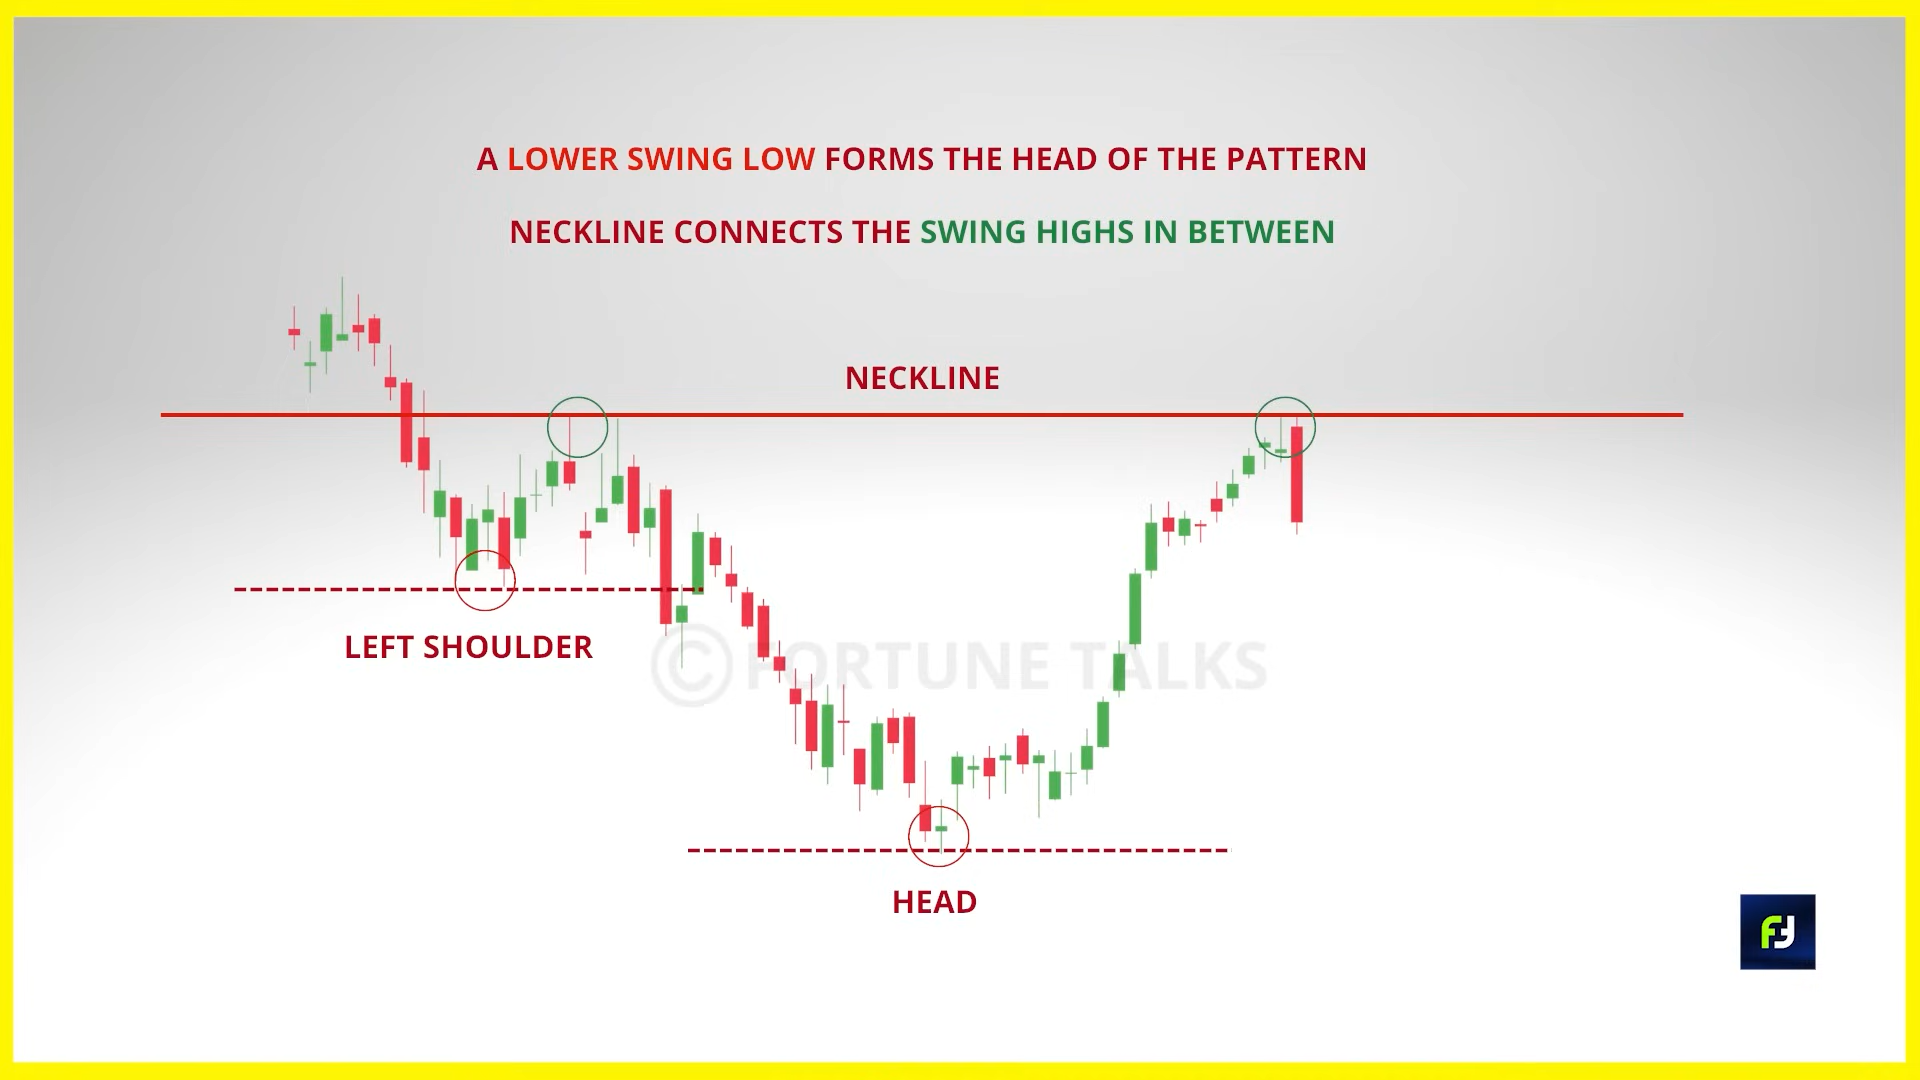 A LOWER SWING LOW FORMS THE HEAD OF THE PATTERN
NECKLINE CONNECTS THE SWING HIGHS IN BETWEEN
NECKLINE
LEFT SHOULDER
© FORTUNE TALKS
HEAD